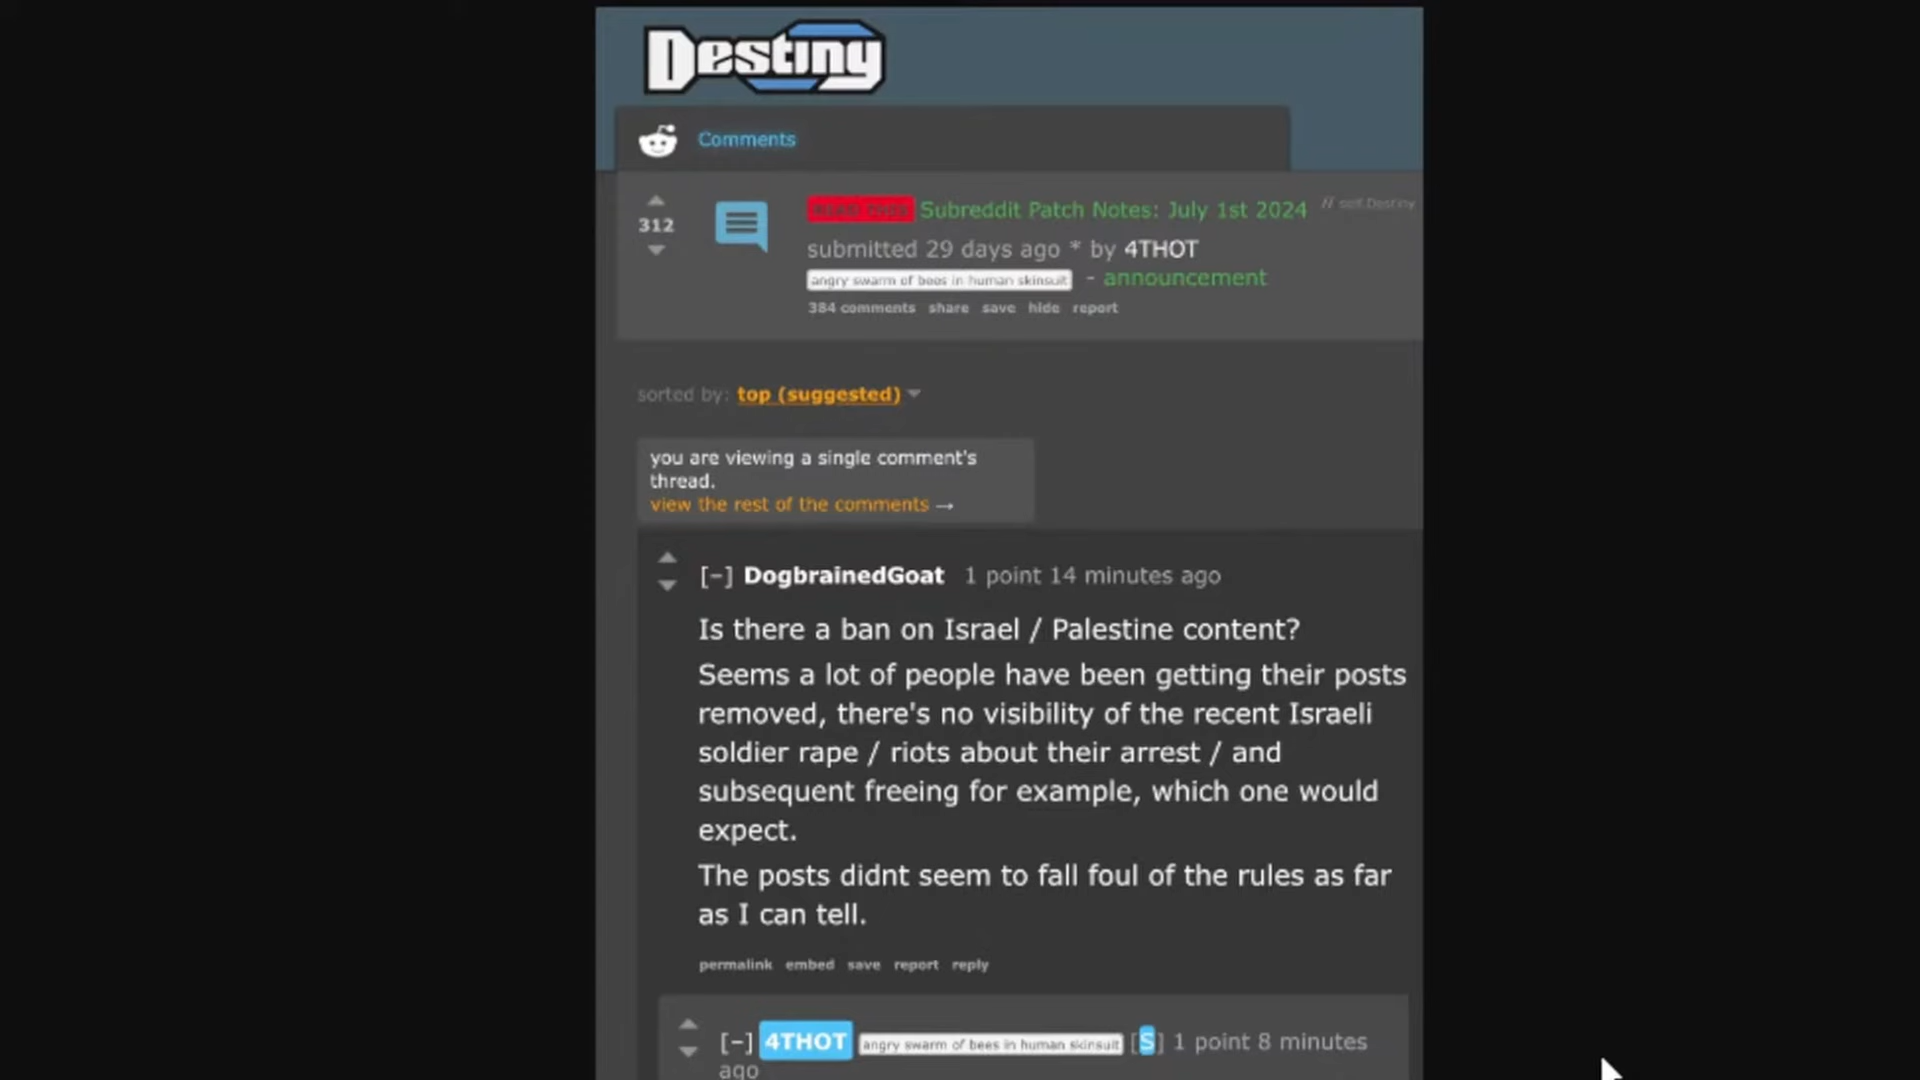 Destiny
Comments
312
Subreddit Patch Notes: July 1st 2024
// self.Destiny
submitted 29 days ago * by 4THOT
angry swarm of bees in human skinsuit - announcement
384 comments share save hide report
sorted by: top (suggested)
you are viewing a single comment's
thread.
view the rest of the comments →
[–] DogbrainedGoat 1 point 14 minutes ago
Is there a ban on Israel / Palestine content?
Seems a lot of people have been getting their posts
removed, there's no visibility of the recent Israeli
soldier rape / riots about their arrest / and
subsequent freeing for example, which one would
expect.
The posts didnt seem to fall foul of the rules as far
as I can tell.
permalink embed save report reply
[–] 4THOT angry swarm of bees in human skinsuit [S] 1 point 8 minutes
ago